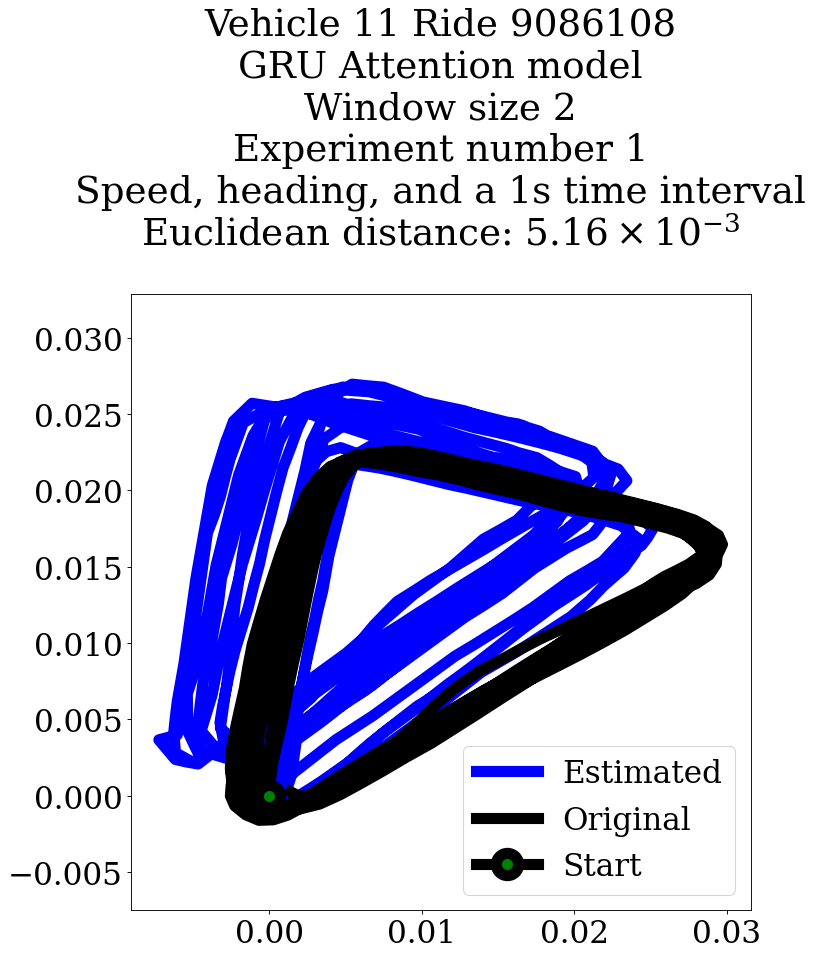 Vehicle 11 Ride 9086108
GRU Attention model
Window size 2
Experiment number 1
Speed, heading, and a 1s time interval
Euclidean distance: 5.16 × 10⁻³
0.030
0.025
0.020
0.015
0.010
0.005
0.000
−0.005
Estimated
Original
Start
0.00 0.01 0.02 0.03